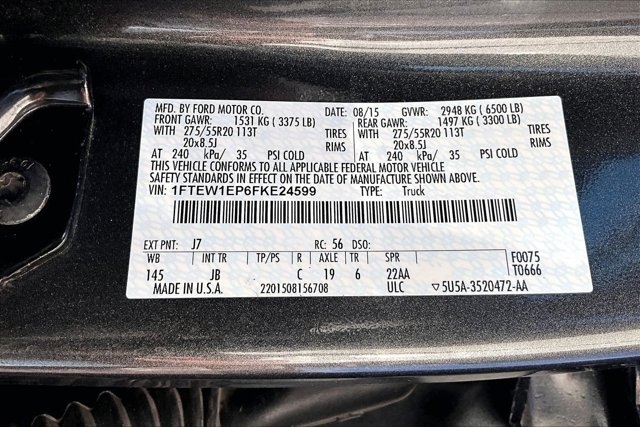 MFD. BY FORD MOTOR CO. DATE: 08/15 GVWR: 2948 KG ( 6500 LB)
FRONT GAWR: 1531 KG ( 3375 LB) REAR GAWR: 1497 KG ( 3300 LB)
WITH 275/55R20 113T TIRES WITH 275/55R20 113T TIRES
20x8.5J RIMS 20x8.5J RIMS
AT 240 kPa/ 35 PSI COLD AT 240 kPa/ 35 PSI COLD
THIS VEHICLE CONFORMS TO ALL APPLICABLE FEDERAL MOTOR VEHICLE
SAFETY STANDARDS IN EFFECT ON THE DATE OF MANUFACTURE SHOWN ABOVE.
VIN: 1FTEW1EP6FKE24599 TYPE: Truck
EXT PNT: J7 RC: 56 DSO:
WB INT TR TP/PS R AXLE TR SPR F0075
145 JB C 19 6 22AA T0666
MADE IN U.S.A. 2201508156708 ULC ▽5U5A-3520472-AA